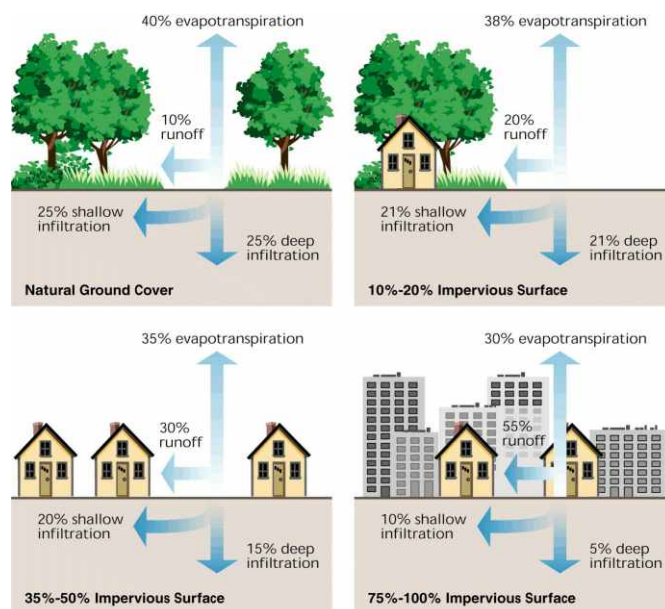 40% evapotranspiration
10%
runoff
25% shallow
infiltration
25% deep
infiltration
Natural Ground Cover
38% evapotranspiration
20%
runoff
21% shallow
infiltration
21% deep
infiltration
10%-20% Impervious Surface
35% evapotranspiration
30%
runoff
20% shallow
infiltration
15% deep
infiltration
35%-50% Impervious Surface
30% evapotranspiration
55%
runoff
10% shallow
infiltration
5% deep
infiltration
75%-100% Impervious Surface